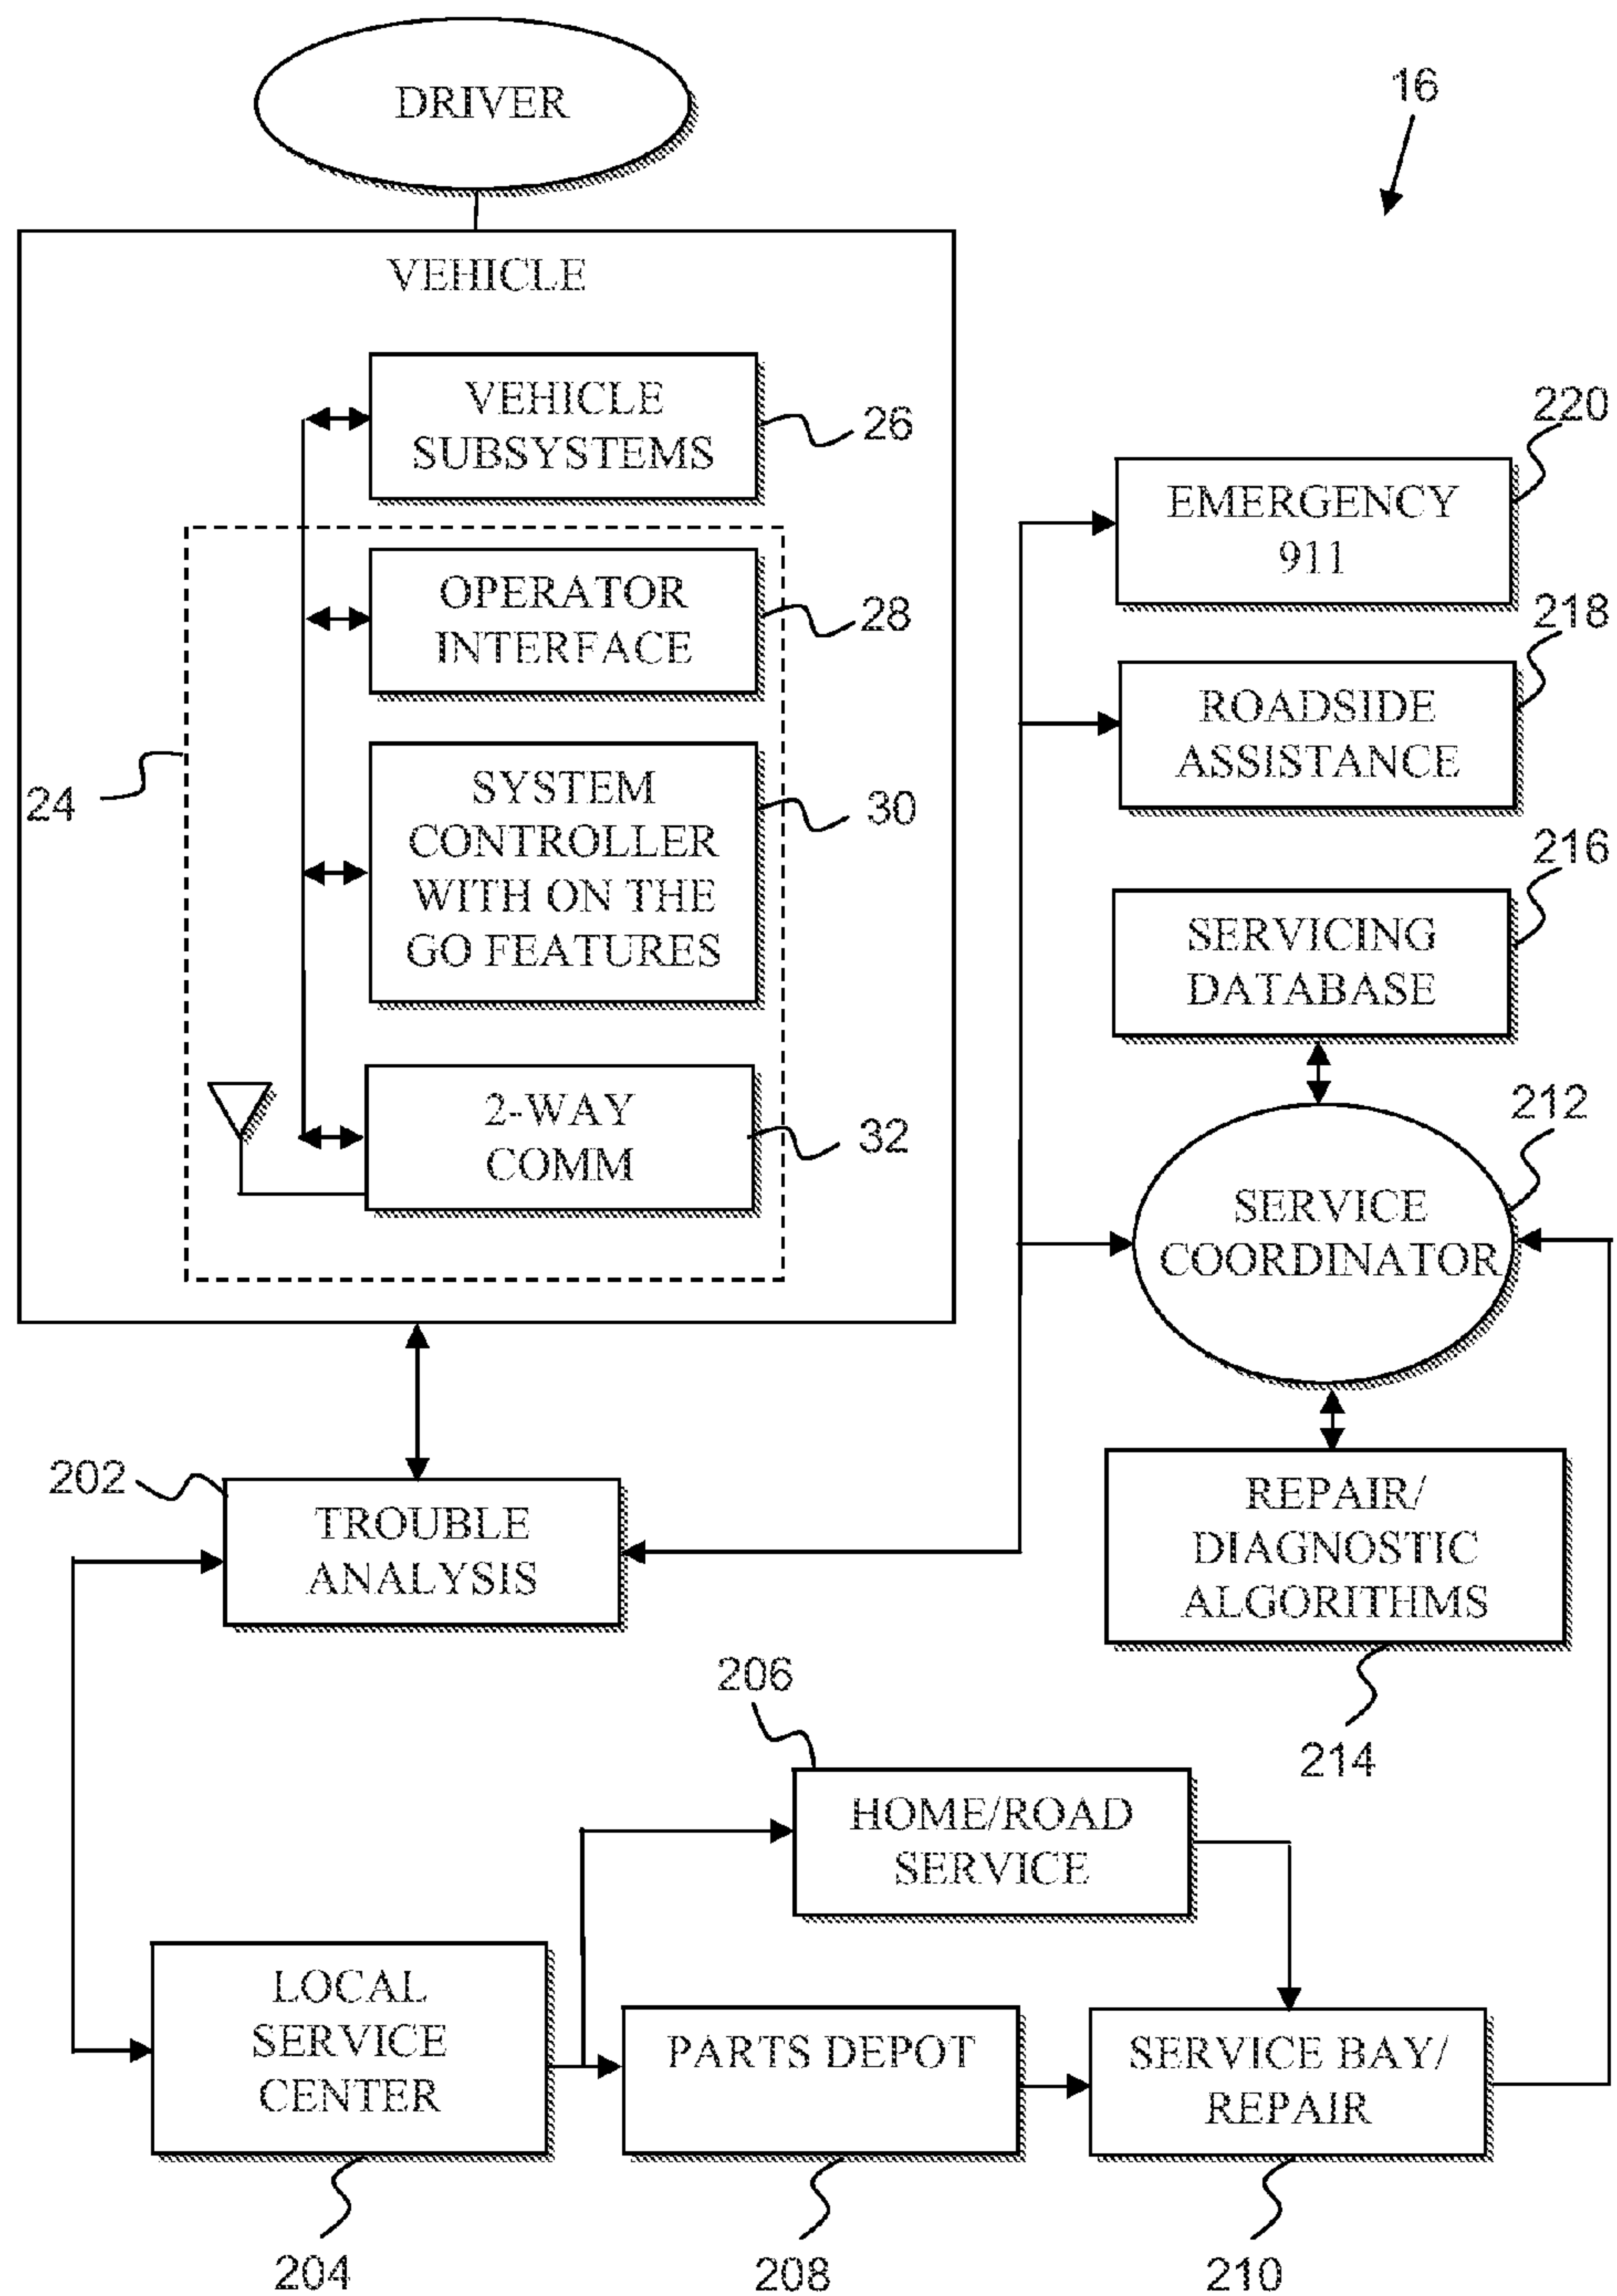 DRIVER
16
VEHICLE
VEHICLE
SUBSYSTEMS
26
OPERATOR
INTERFACE
28
24
SYSTEM
CONTROLLER
WITH ON THE
GO FEATURES
30
2-WAY
COMM
32
220
EMERGENCY
911
218
ROADSIDE
ASSISTANCE
216
SERVICING
DATABASE
212
SERVICE
COORDINATOR
202
TROUBLE
ANALYSIS
REPAIR/
DIAGNOSTIC
ALGORITHMS
214
206
HOME/ROAD
SERVICE
LOCAL
SERVICE
CENTER
204
PARTS DEPOT
208
SERVICE BAY/
REPAIR
210